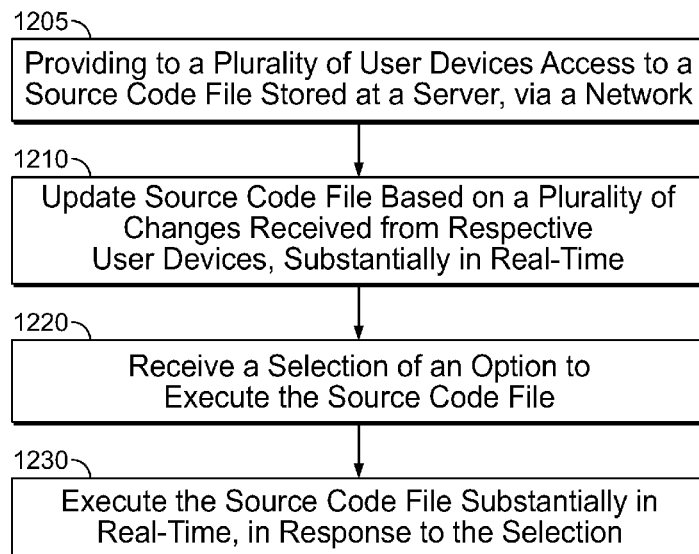 1205
Providing to a Plurality of User Devices Access to a
Source Code File Stored at a Server, via a Network
1210
Update Source Code File Based on a Plurality of
Changes Received from Respective
User Devices, Substantially in Real-Time
1220
Receive a Selection of an Option to
Execute the Source Code File
1230
Execute the Source Code File Substantially in
Real-Time, in Response to the Selection